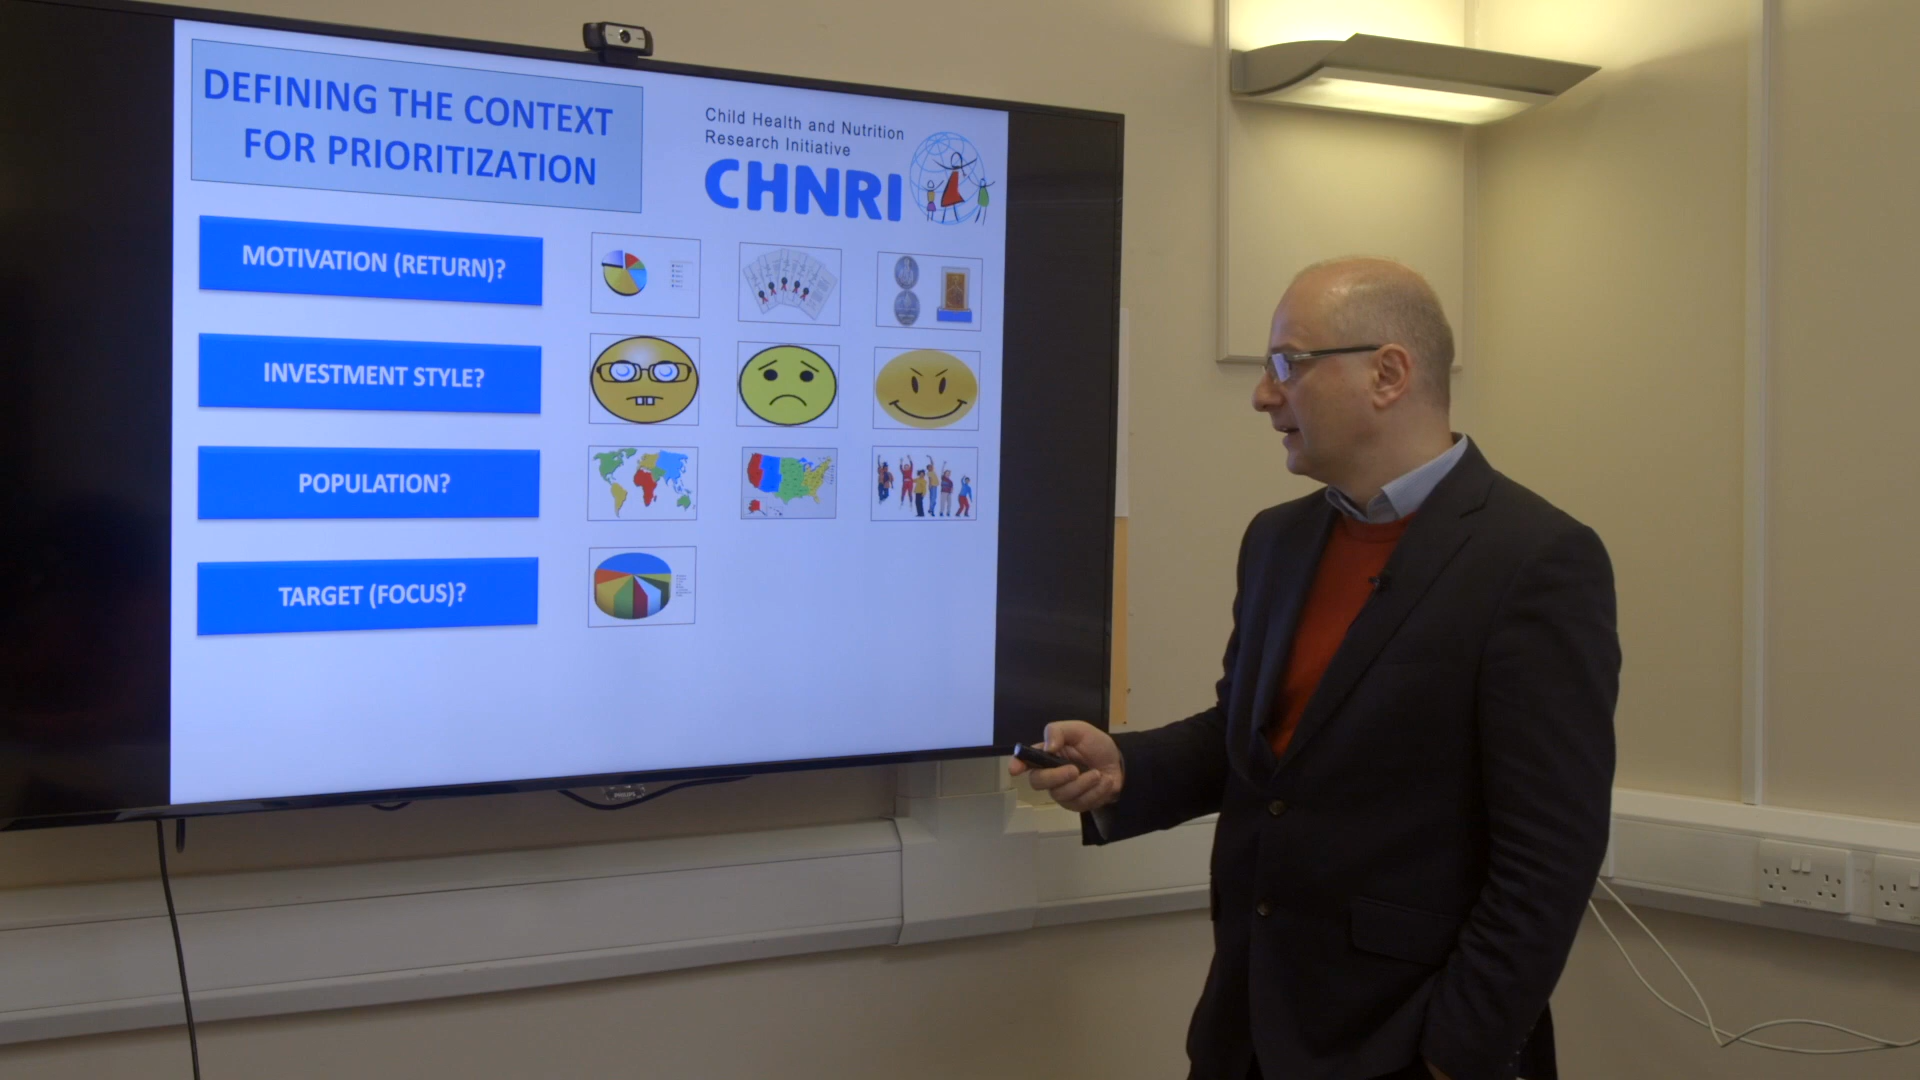 DEFINING THE CONTEXT
FOR PRIORITIZATION
Child Health and Nutrition
Research Initiative
CHNRI
MOTIVATION (RETURN)?
INVESTMENT STYLE?
POPULATION?
TARGET (FOCUS)?
PHILIPS